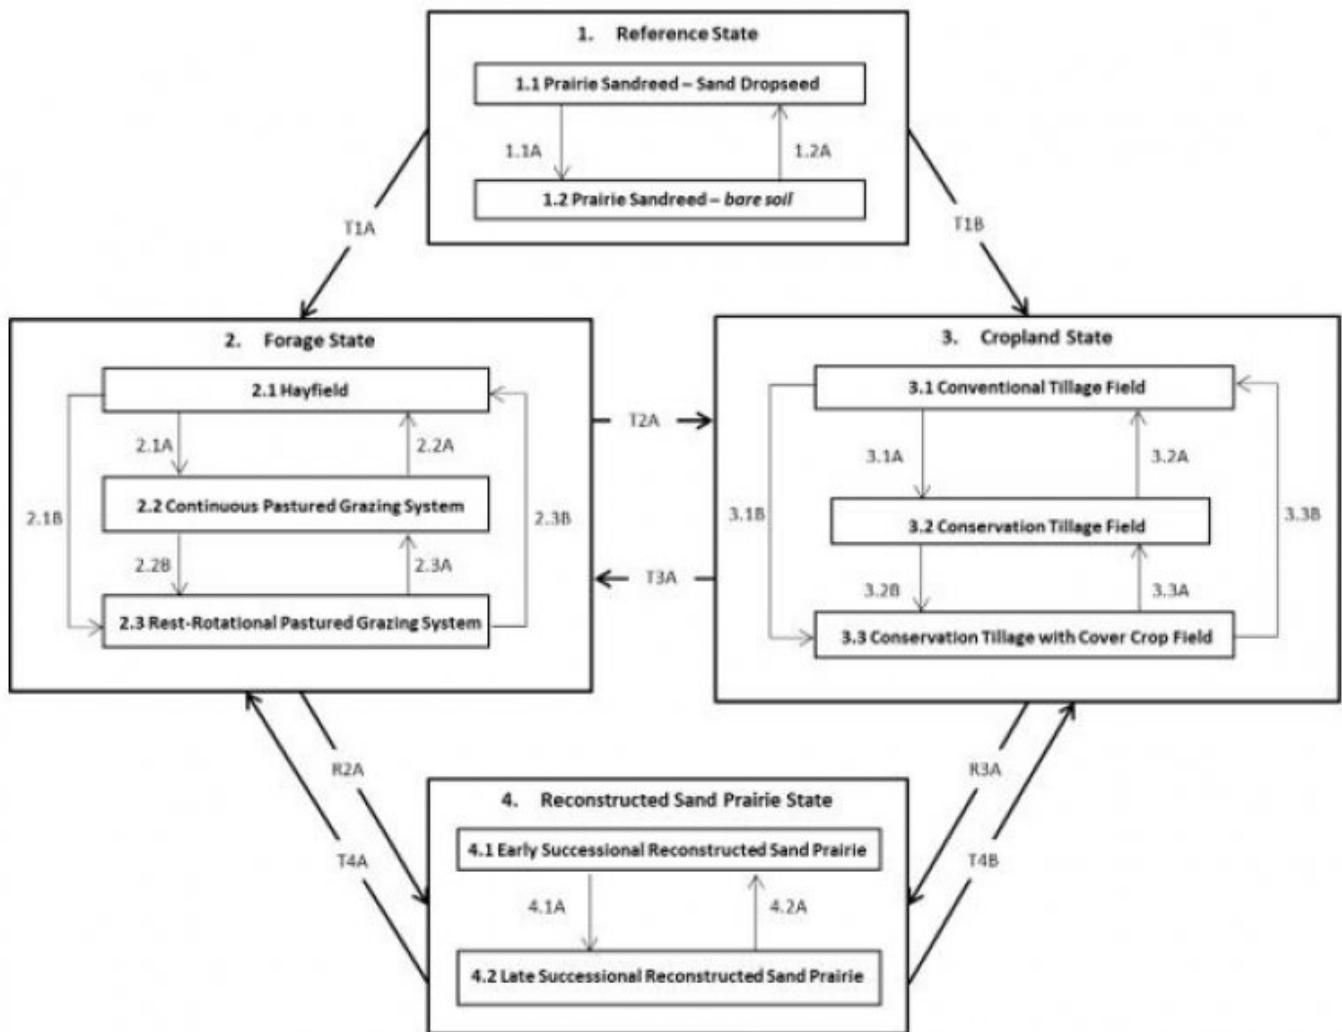 1. Reference State
1.1 Prairie Sandreed – Sand Dropseed
1.1A
1.2A
1.2 Prairie Sandreed – bare soil
T1A
T1B
2. Forage State
2.1 Hayfield
2.1A
2.2A
2.2 Continuous Pastured Grazing System
2.1B
2.3B
2.2B
2.3A
2.3 Rest-Rotational Pastured Grazing System
T2A
T3A
3. Cropland State
3.1 Conventional Tillage Field
3.1A
3.2A
3.1B
3.3B
3.2 Conservation Tillage Field
3.2B
3.3A
3.3 Conservation Tillage with Cover Crop Field
R2A
T4A
R3A
T4B
4. Reconstructed Sand Prairie State
4.1 Early Successional Reconstructed Sand Prairie
4.1A
4.2A
4.2 Late Successional Reconstructed Sand Prairie